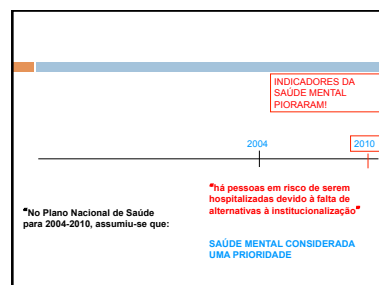 INDICADORES DA
SAÚDE MENTAL
PIORARAM!
2004
2010
"No Plano Nacional de Saúde
para 2004-2010, assumiu-se que:
"há pessoas em risco de serem
hospitalizadas devido à falta de
alternativas à institucionalização"
SAÚDE MENTAL CONSIDERADA
UMA PRIORIDADE